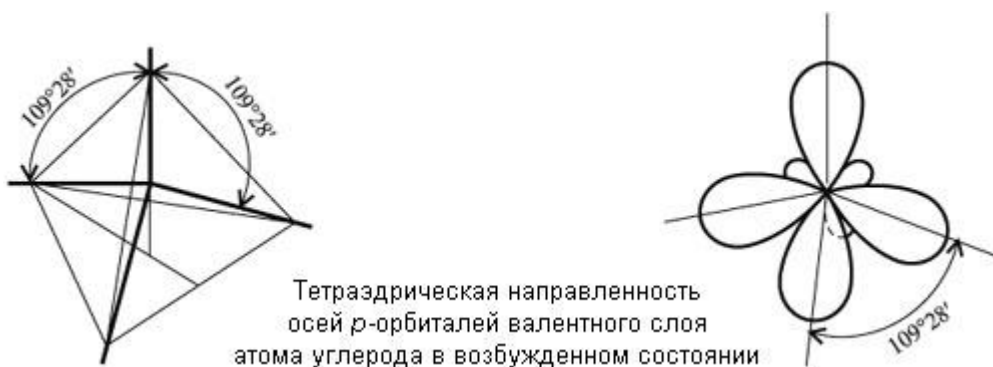 109°28′
109°28′
109°28′
Тетраэдрическая направленность
осей p-орбиталей валентного слоя
атома углерода в возбужденном состоянии